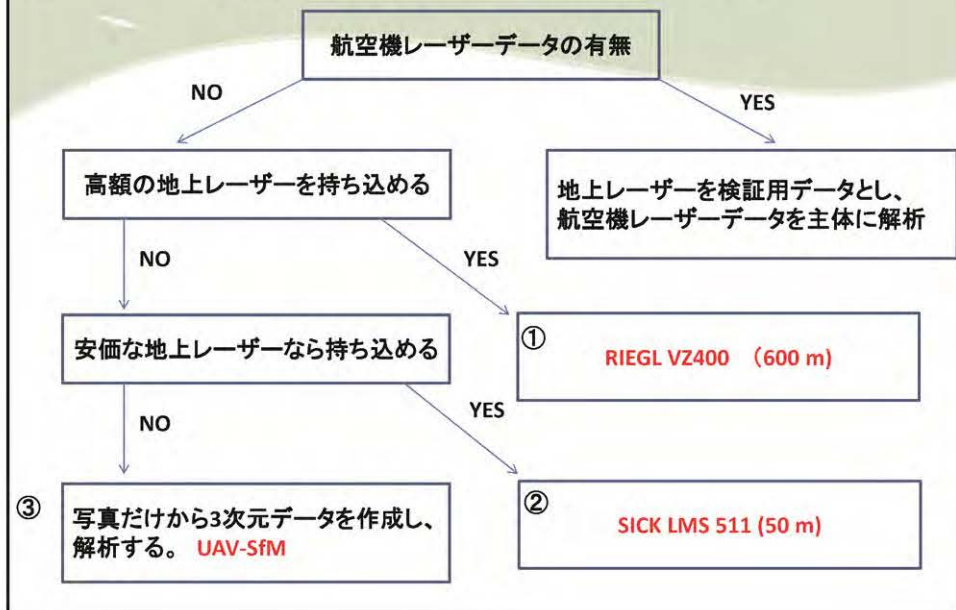 航空機レーザーデータの有無
NO
YES
高額の地上レーザーを持ち込める
地上レーザーを検証用データとし、
航空機レーザーデータを主体に解析
NO
YES
安価な地上レーザーなら持ち込める
①
RIEGL VZ400 （600 m)
NO
YES
③
写真だけから3次元データを作成し、
解析する。 UAV-SfM
②
SICK LMS 511 (50 m)